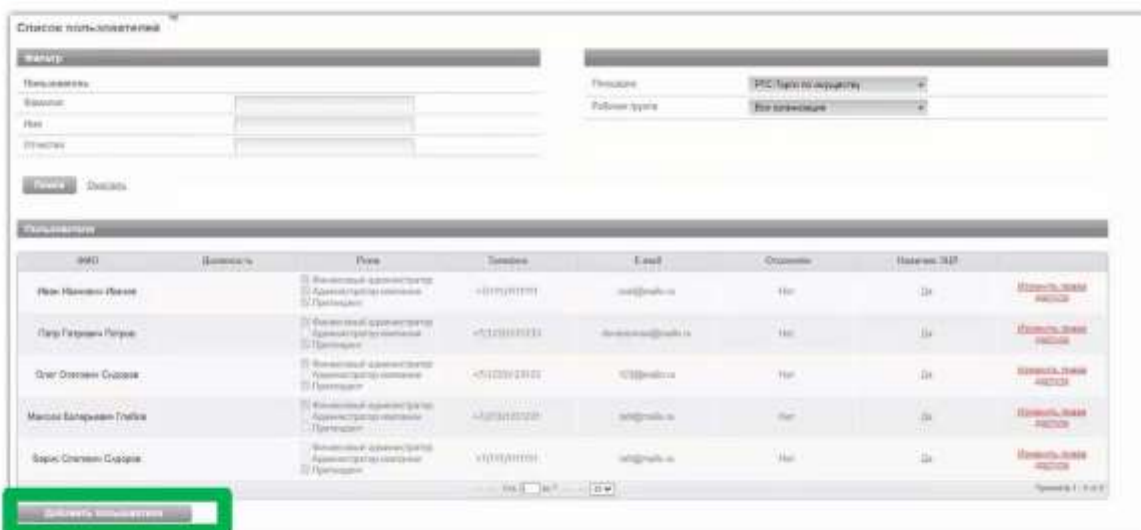 Список пользователей
Фильтр
Пользователь
Фамилия
Имя
Отчество
Площадка
РТС-Торги по имуществу
Рабочая группа
Все организации
Поиск
Очистить
Пользователи
ФИО Должность Роли Телефон E-mail Отключён Наличие ЭЦП
Иван Иванович Иванов
Финансовый администратор
Администратор компании
Претендент
Нет Да Изменить права доступа
Петр Петрович Петров
Финансовый администратор
Администратор компании
Претендент
Нет Да Изменить права доступа
Олег Олегович Сидоров
Финансовый администратор
Администратор компании
Претендент
Нет Да Изменить права доступа
Максим Валерьевич Глебов
Финансовый администратор
Администратор компании
Претендент
Нет Да Изменить права доступа
Борис Олегович Сидоров
Финансовый администратор
Администратор компании
Претендент
Нет Да Изменить права доступа
Добавить пользователя